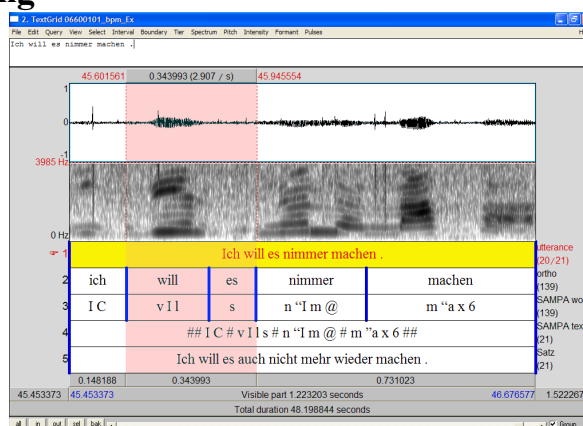 ng
2. TextGrid 06600101_bpm_Ex
File Edit Query View Select Interval Boundary Tier Spectrum Pitch Intensity Formant Pulses H
Ich will es nimmer machen .
45.601561 0.343993 (2.907 / s) 45.945554
1
0
-1
3985 Hz
0 Hz
1 Ich will es nimmer machen . utterance
(20/21)
2 ich will es nimmer machen ortho
(139)
3 I C v I l s n “I m @ m “a x 6 SAMPA wo
(139)
4 ## I C # v I l s # n “I m @ # m ”a x 6 ## SAMPA tex
(21)
5 Ich will es auch nicht mehr wieder machen . Satz
(21)
0.148188 0.343993 0.731023
45.453373 45.453373 Visible part 1.223203 seconds 46.676577 1.522267
Total duration 48.198844 seconds
all in out sel bak Group